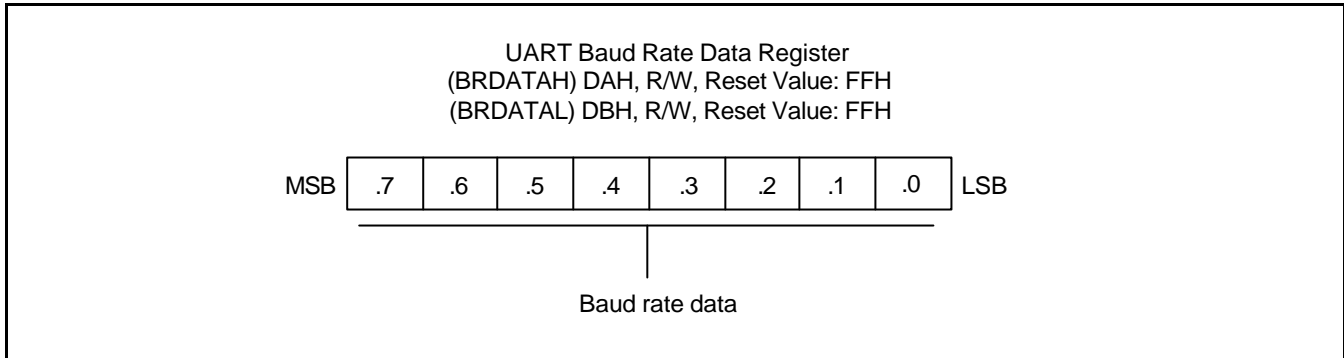 UART Baud Rate Data Register
(BRDATAH) DAH, R/W, Reset Value: FFH
(BRDATAL) DBH, R/W, Reset Value: FFH
MSB .7 .6 .5 .4 .3 .2 .1 .0 LSB
Baud rate data